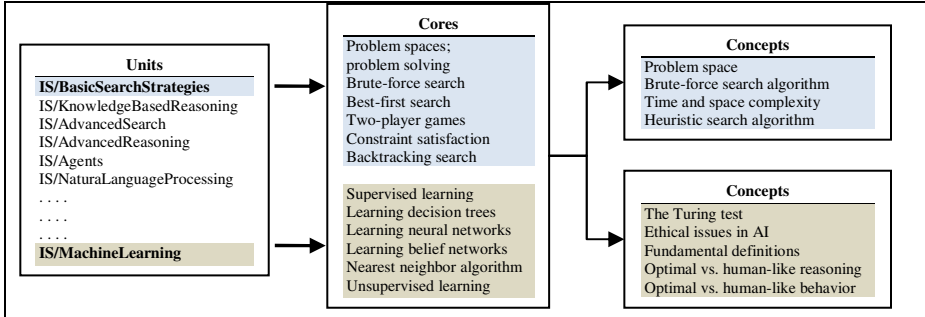 Units
IS/BasicSearchStrategies
IS/KnowledgeBasedReasoning
IS/AdvancedSearch
IS/AdvancedReasoning
IS/Agents
IS/NaturaLanguageProcessing
. . . .
. . . .
. . . .
IS/MachineLearning
Cores
Problem spaces;
problem solving
Brute-force search
Best-first search
Two-player games
Constraint satisfaction
Backtracking search
Supervised learning
Learning decision trees
Learning neural networks
Learning belief networks
Nearest neighbor algorithm
Unsupervised learning
Concepts
Problem space
Brute-force search algorithm
Time and space complexity
Heuristic search algorithm
Concepts
The Turing test
Ethical issues in AI
Fundamental definitions
Optimal vs. human-like reasoning
Optimal vs. human-like behavior